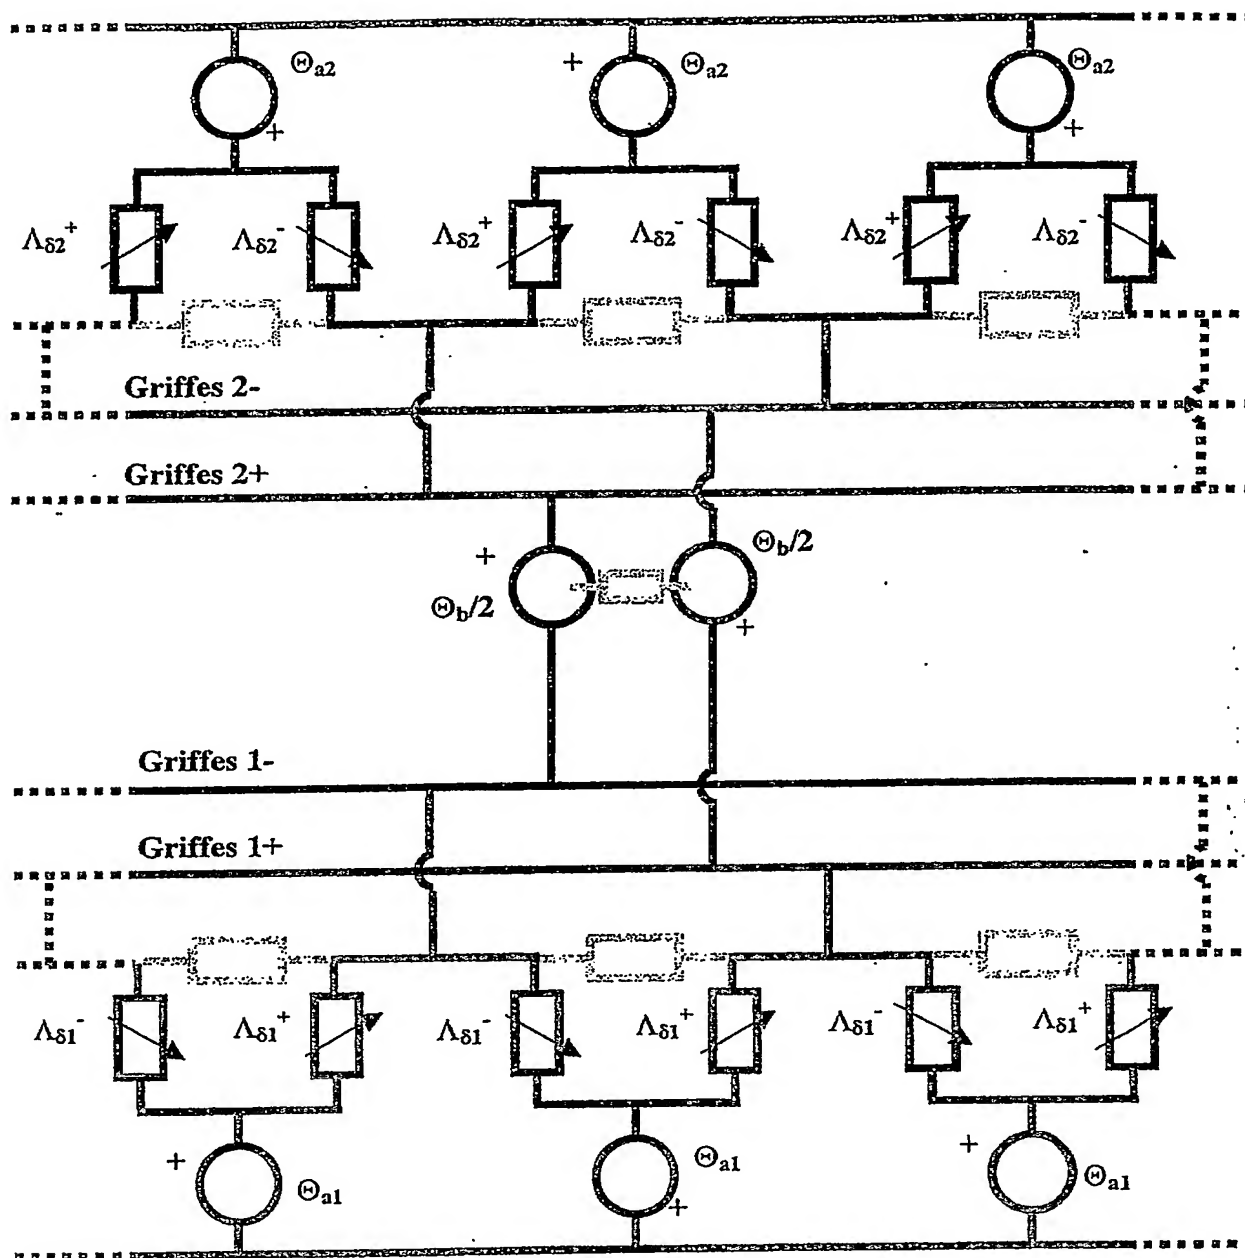 Θa2 + Θa2 Θa2
+ +
Λδ2+ Λδ2- Λδ2+ Λδ2- Λδ2+ Λδ2-
Griffes 2-
Griffes 2+
+ Θb/2
Θb/2 +
Griffes 1-
Griffes 1+
Λδ1- Λδ1+ Λδ1- Λδ1+ Λδ1- Λδ1+
+ Θa1 +
Θa1 + Θa1